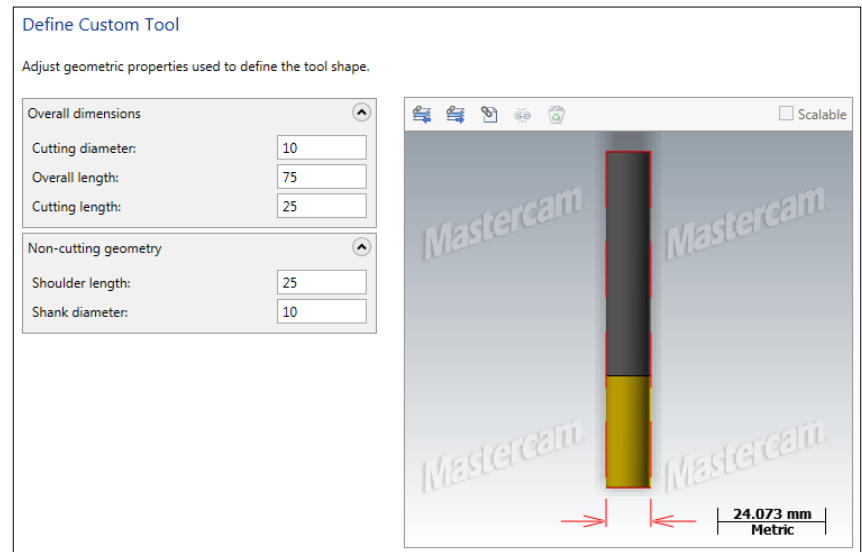 Define Custom Tool
Adjust geometric properties used to define the tool shape.
Overall dimensions
Cutting diameter: 10
Overall length: 75
Cutting length: 25
Non-cutting geometry
Shoulder length: 25
Shank diameter: 10
Scalable
Mastercam. Mastercam.
Mastercam. Mastercam.
24.073 mm
Metric